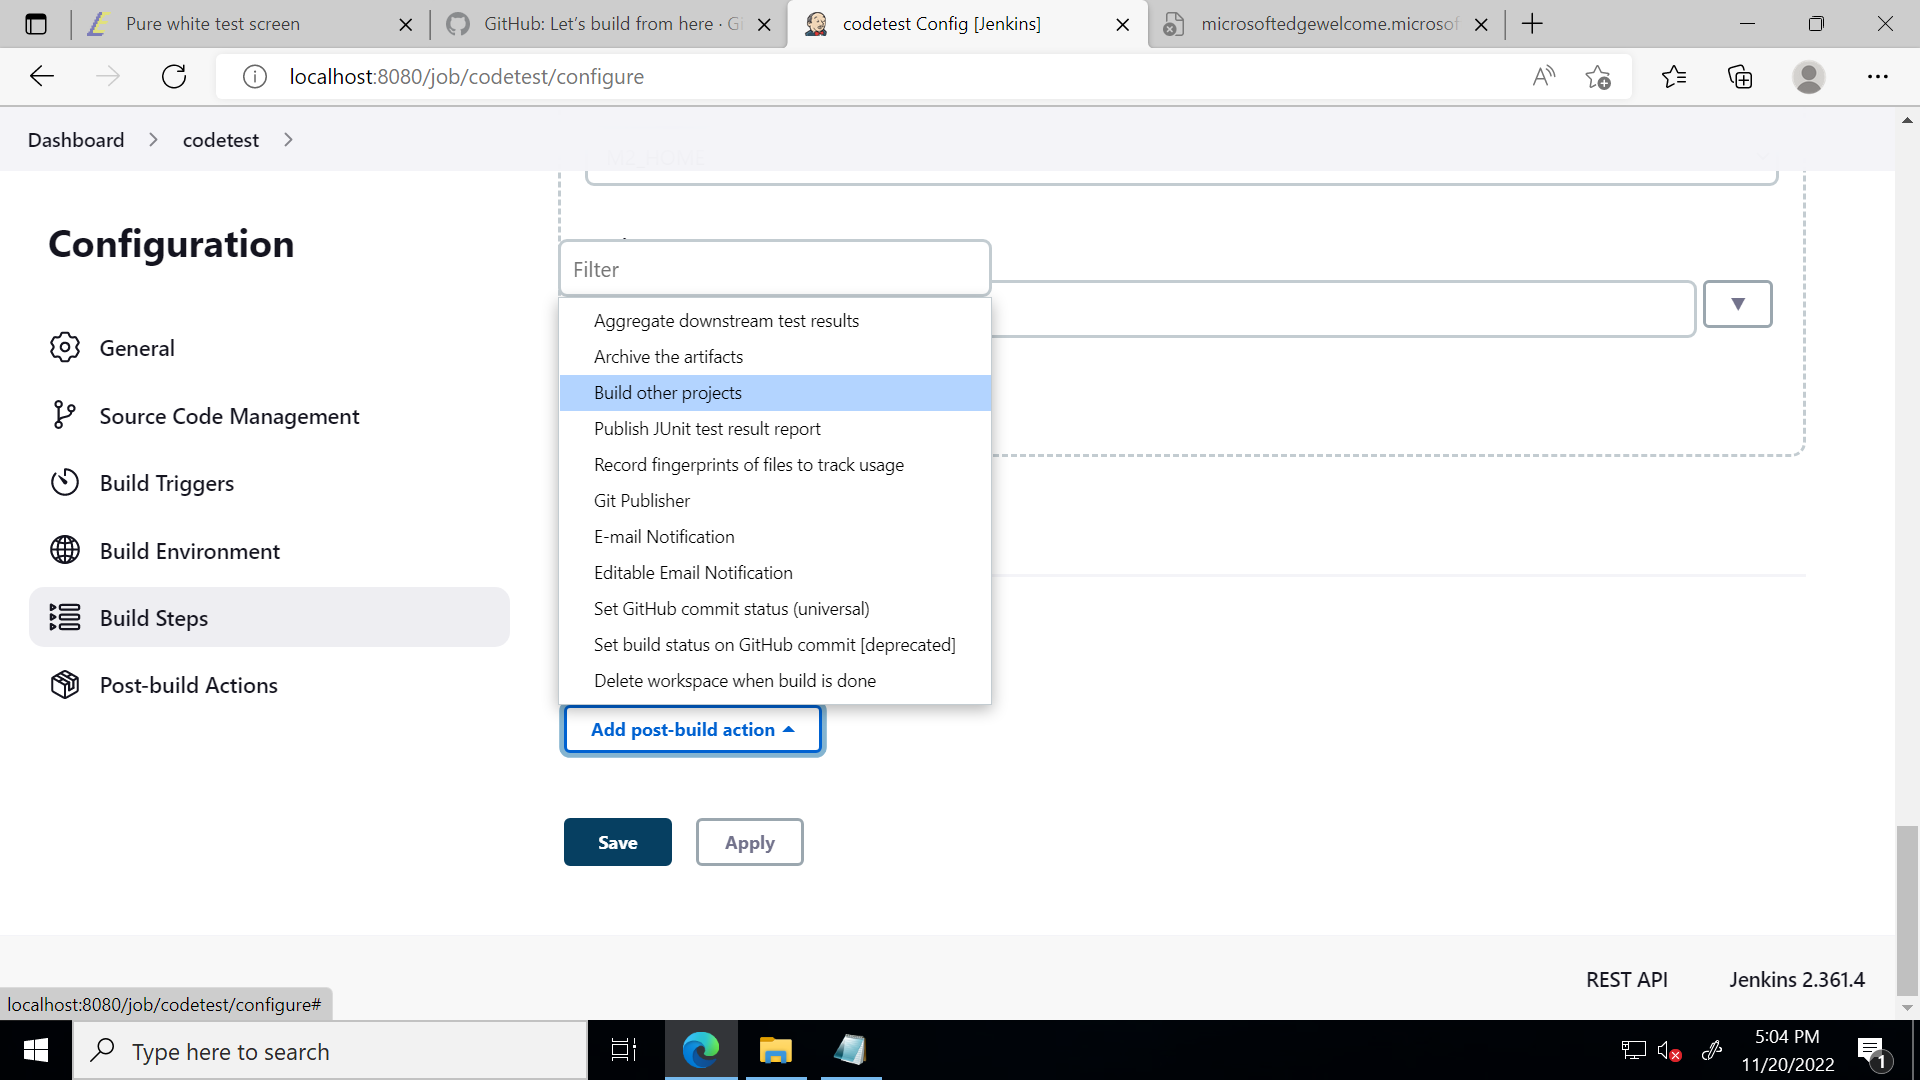 Pure white test screen
GitHub: Let’s build from here · Gi
codetest Config [Jenkins]
microsoftedgewelcome.microsof
localhost:8080/job/codetest/configure
Dashboard
codetest
M2_HOME
Configuration
General
Source Code Management
Build Triggers
Build Environment
Build Steps
Post-build Actions
Filter
Aggregate downstream test results
Archive the artifacts
Build other projects
Publish JUnit test result report
Record fingerprints of files to track usage
Git Publisher
E-mail Notification
Editable Email Notification
Set GitHub commit status (universal)
Set build status on GitHub commit [deprecated]
Delete workspace when build is done
Add post-build action
Save
Apply
REST API
Jenkins 2.361.4
localhost:8080/job/codetest/configure#
Type here to search
5:04 PM
11/20/2022
1